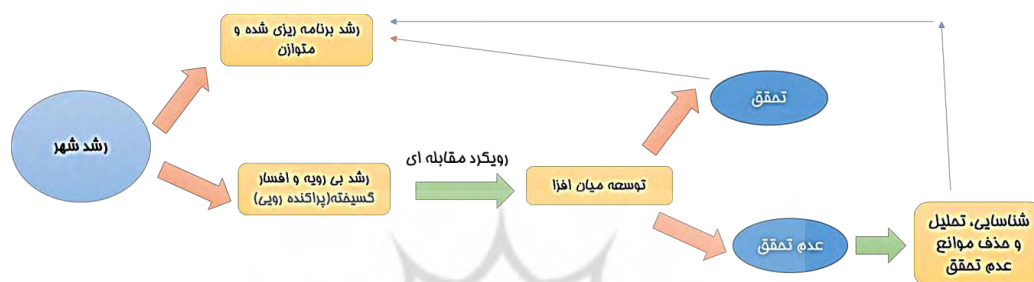 رشد برنامه ریزی شده و
متوازن
رشد شهر
رشد بی رویه و افسار
گسیخته(پراکنده رویی)
رویکرد مقابله ای
توسعه میان افزا
تحقق
عدم تحقق
شناسایی، تحلیل
و حذف موانع
عدم تحقق